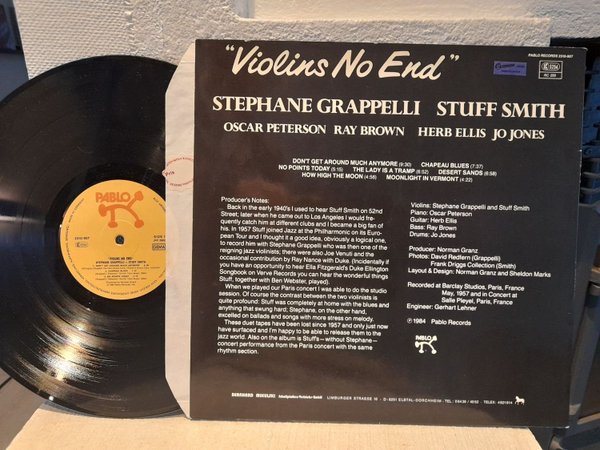 PABLO RECORDS 2310-907
"Violins No End"
STEPHANE GRAPPELLI STUFF SMITH
OSCAR PETERSON RAY BROWN HERB ELLIS JO JONES
DON'T GET AROUND MUCH ANYMORE (9:30) CHAPEAU BLUES (7:37)
NO POINTS TODAY (5:15) THE LADY IS A TRAMP (6:52) DESERT SANDS (6:58)
HOW HIGH THE MOON (4:56) MOONLIGHT IN VERMONT (4:22)
Producer's Notes:
Back in the early 1940's I used to hear Stuff Smith on 52nd
Street, later when he came out to Los Angeles I would fre-
quently cast him at different clubs and I became a big fan of
his. In 1957 Stuff joined Jazz at the Philharmonic on its Euro-
pean Tour and I thought it a good idea, obviously a logical one,
to record him with Stephane Grappelli who was then one of the
reigning jazz violinists; there were also Joe Venuti and the
occasional contribution by Ray Nance with Duke. (Incidentally if
you have an opportunity to hear Ella Fitzgerald's Duke Ellington
Songbook on Verve Records you can hear the wonderful things
Stuff, together with Ben Webster, played).
When we played our Paris concert I was able to do the studio
session. Of course the contrast between the two violinists is
quite profound: Stuff was completely at home with the blues and
anything that swung hard; Stephane, on the other hand,
excelled on ballads and songs with more stress on melody.
These duet tapes have been lost since 1957 and only just now
have surfaced and I'm happy to be able to release them to the
jazz world. Also on the album is Stuff's - without Stephane -
concert performance from the Paris concert with the same
rhythm section.
Violins: Stephane Grappelli and Stuff Smith
Piano: Oscar Peterson
Guitar: Herb Ellis
Bass: Ray Brown
Drums: Jo Jones
Producer: Norman Granz
Photos: David Redfern (Grappelli)
Frank Driggs Collection (Smith)
Layout & Design: Norman Granz and Sheldon Marks
Recorded at Barclay Studios, Paris, France
May, 1957 and in Concert at
Salle Pleyel, Paris, France
Engineer: Gerhart Lehner
℗ 1984 Pablo Records
PABLO
PABLO
2310 907
SIDE
GEMA
"VIOLINS NO END"